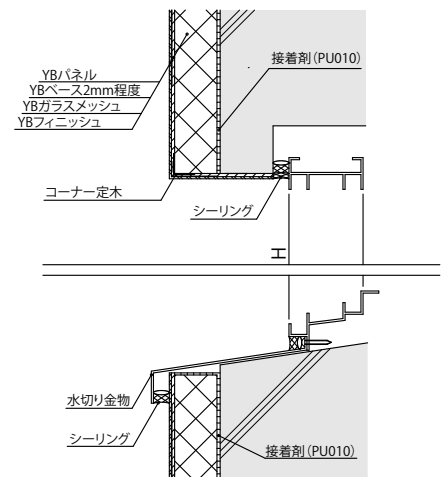 接着剤(PU010)
YBパネル
YBベース2mm程度
YBガラスメッシュ
YBフィニッシュ
コーナー定木
シーリング
H
水切り金物
シーリング
接着剤(PU010)